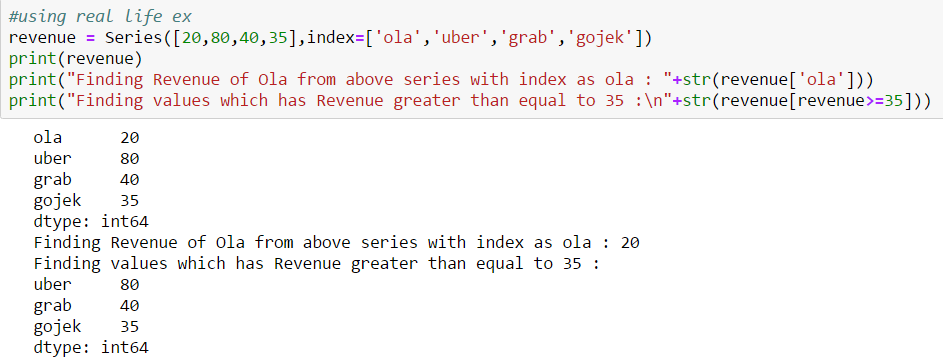 #using real life ex
revenue = Series([20,80,40,35],index=['ola','uber','grab','gojek'])
print(revenue)
print("Finding Revenue of Ola from above series with index as ola : "+str(revenue['ola']))
print("Finding values which has Revenue greater than equal to 35 :\n"+str(revenue[revenue>=35]))
ola      20
uber     80
grab     40
gojek    35
dtype: int64
Finding Revenue of Ola from above series with index as ola : 20
Finding values which has Revenue greater than equal to 35 :
uber     80
grab     40
gojek    35
dtype: int64